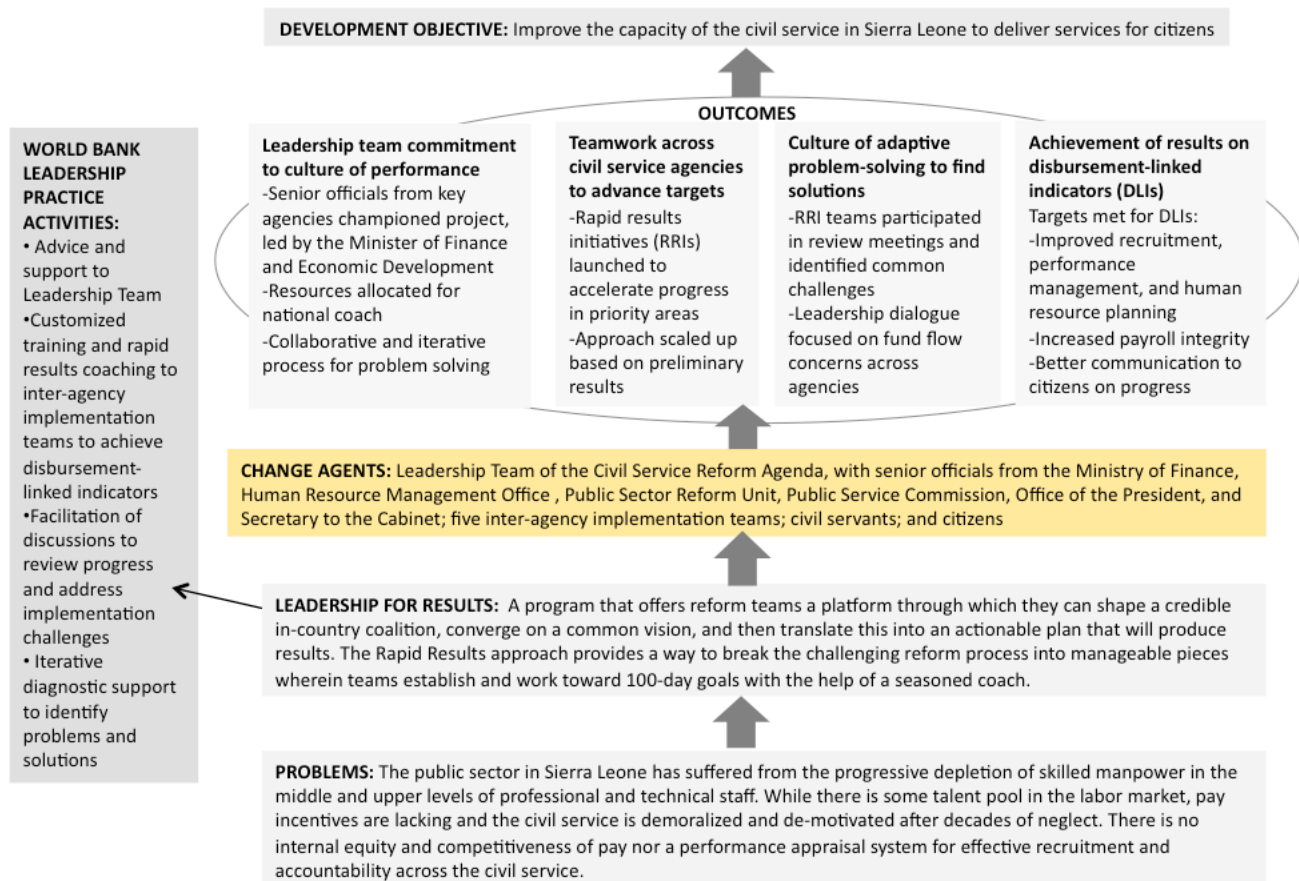 DEVELOPMENT OBJECTIVE: Improve the capacity of the civil service in Sierra Leone to deliver services for citizens
OUTCOMES
WORLD BANK
LEADERSHIP
PRACTICE
ACTIVITIES:
• Advice and
support to
Leadership Team
•Customized
training and rapid
results coaching to
inter-agency
implementation
teams to achieve
disbursement-
linked indicators
•Facilitation of
discussions to
review progress
and address
implementation
challenges
• Iterative
diagnostic support
to identify
problems and
solutions
Leadership team commitment
to culture of performance
-Senior officials from key
agencies championed project,
led by the Minister of Finance
and Economic Development
-Resources allocated for
national coach
-Collaborative and iterative
process for problem solving
Teamwork across
civil service agencies
to advance targets
-Rapid results
initiatives (RRIs)
launched to
accelerate progress
in priority areas
-Approach scaled up
based on preliminary
results
Culture of adaptive
problem-solving to find
solutions
-RRI teams participated
in review meetings and
identified common
challenges
-Leadership dialogue
focused on fund flow
concerns across
agencies
Achievement of results on
disbursement-linked
indicators (DLIs)
Targets met for DLIs:
-Improved recruitment,
performance
management, and human
resource planning
-Increased payroll integrity
-Better communication to
citizens on progress
CHANGE AGENTS: Leadership Team of the Civil Service Reform Agenda, with senior officials from the Ministry of Finance,
Human Resource Management Office , Public Sector Reform Unit, Public Service Commission, Office of the President, and
Secretary to the Cabinet; five inter-agency implementation teams; civil servants; and citizens
LEADERSHIP FOR RESULTS: A program that offers reform teams a platform through which they can shape a credible
in-country coalition, converge on a common vision, and then translate this into an actionable plan that will produce
results. The Rapid Results approach provides a way to break the challenging reform process into manageable pieces
wherein teams establish and work toward 100-day goals with the help of a seasoned coach.
PROBLEMS: The public sector in Sierra Leone has suffered from the progressive depletion of skilled manpower in the
middle and upper levels of professional and technical staff. While there is some talent pool in the labor market, pay
incentives are lacking and the civil service is demoralized and de-motivated after decades of neglect. There is no
internal equity and competitiveness of pay nor a performance appraisal system for effective recruitment and
accountability across the civil service.